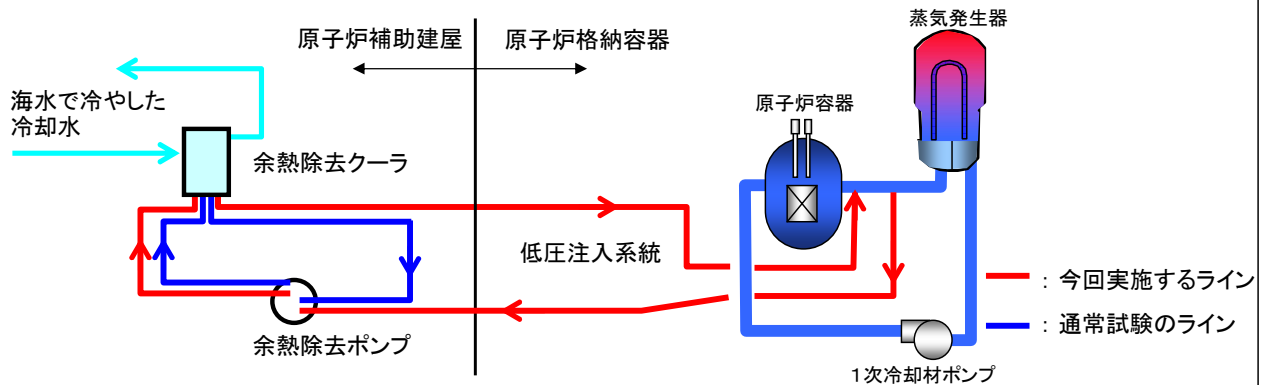 蒸気発生器
原子炉補助建屋
原子炉格納容器
海水で冷やした
冷却水
原子炉容器
余熱除去クーラ
低圧注入系統
： 今回実施するライン
： 通常試験のライン
余熱除去ポンプ
１次冷却材ポンプ